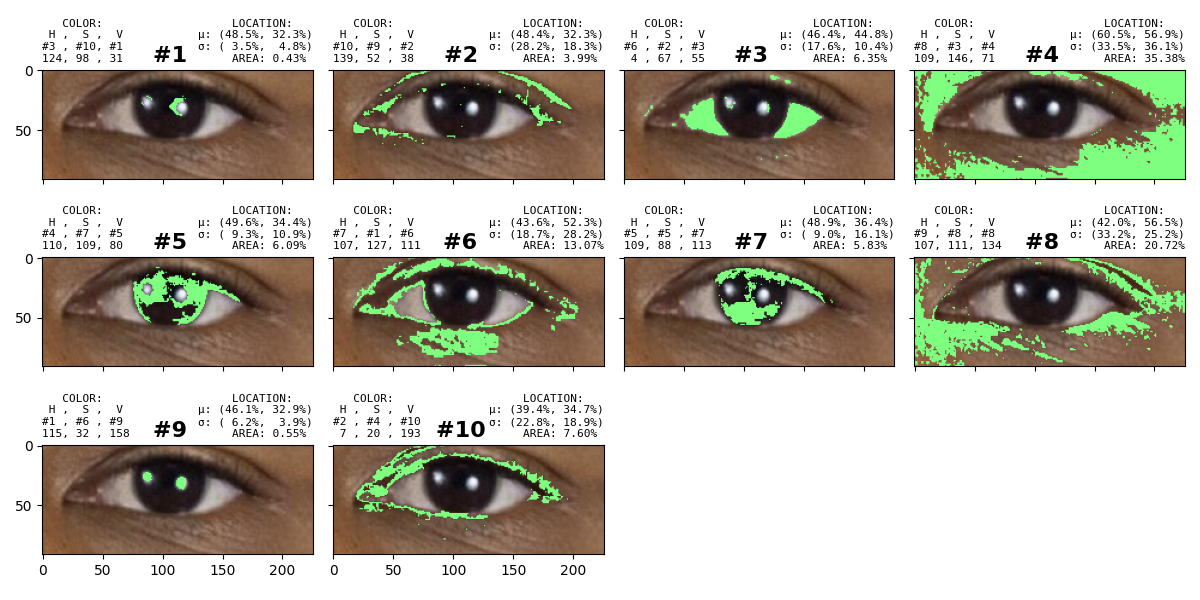 COLOR: LOCATION:
H , S , V μ: (48.5%, 32.3%)
#3 , #10, #1 #1 σ: ( 3.5%, 4.8%)
124, 98 , 31 AREA: 0.43%
COLOR: LOCATION:
H , S , V μ: (48.4%, 32.3%)
#10, #9 , #2 #2 σ: (28.2%, 18.3%)
139, 52 , 38 AREA: 3.99%
COLOR: LOCATION:
H , S , V μ: (46.4%, 44.8%)
#6 , #2 , #3 #3 σ: (17.6%, 10.4%)
4 , 67 , 55 AREA: 6.35%
COLOR: LOCATION:
H , S , V μ: (60.5%, 56.9%)
#8 , #3 , #4 #4 σ: (33.5%, 36.1%)
109, 146, 71 AREA: 35.38%
0
50
COLOR: LOCATION:
H , S , V μ: (49.6%, 34.4%)
#4 , #7 , #5 #5 σ: ( 9.3%, 10.9%)
110, 109, 80 AREA: 6.09%
COLOR: LOCATION:
H , S , V μ: (43.6%, 52.3%)
#7 , #1 , #6 #6 σ: (18.7%, 28.2%)
107, 127, 111 AREA: 13.07%
COLOR: LOCATION:
H , S , V μ: (48.9%, 36.4%)
#5 , #5 , #7 #7 σ: ( 9.0%, 16.1%)
109, 88 , 113 AREA: 5.83%
COLOR: LOCATION:
H , S , V μ: (42.0%, 56.5%)
#9 , #8 , #8 #8 σ: (33.2%, 25.2%)
107, 111, 134 AREA: 20.72%
0
50
COLOR: LOCATION:
H , S , V μ: (46.1%, 32.9%)
#1 , #6 , #9 #9 σ: ( 6.2%, 3.9%)
115, 32 , 158 AREA: 0.55%
COLOR: LOCATION:
H , S , V μ: (39.4%, 34.7%)
#2 , #4 , #10 #10 σ: (22.8%, 18.9%)
7 , 20 , 193 AREA: 7.60%
0
50
0 50 100 150 200
0 50 100 150 200